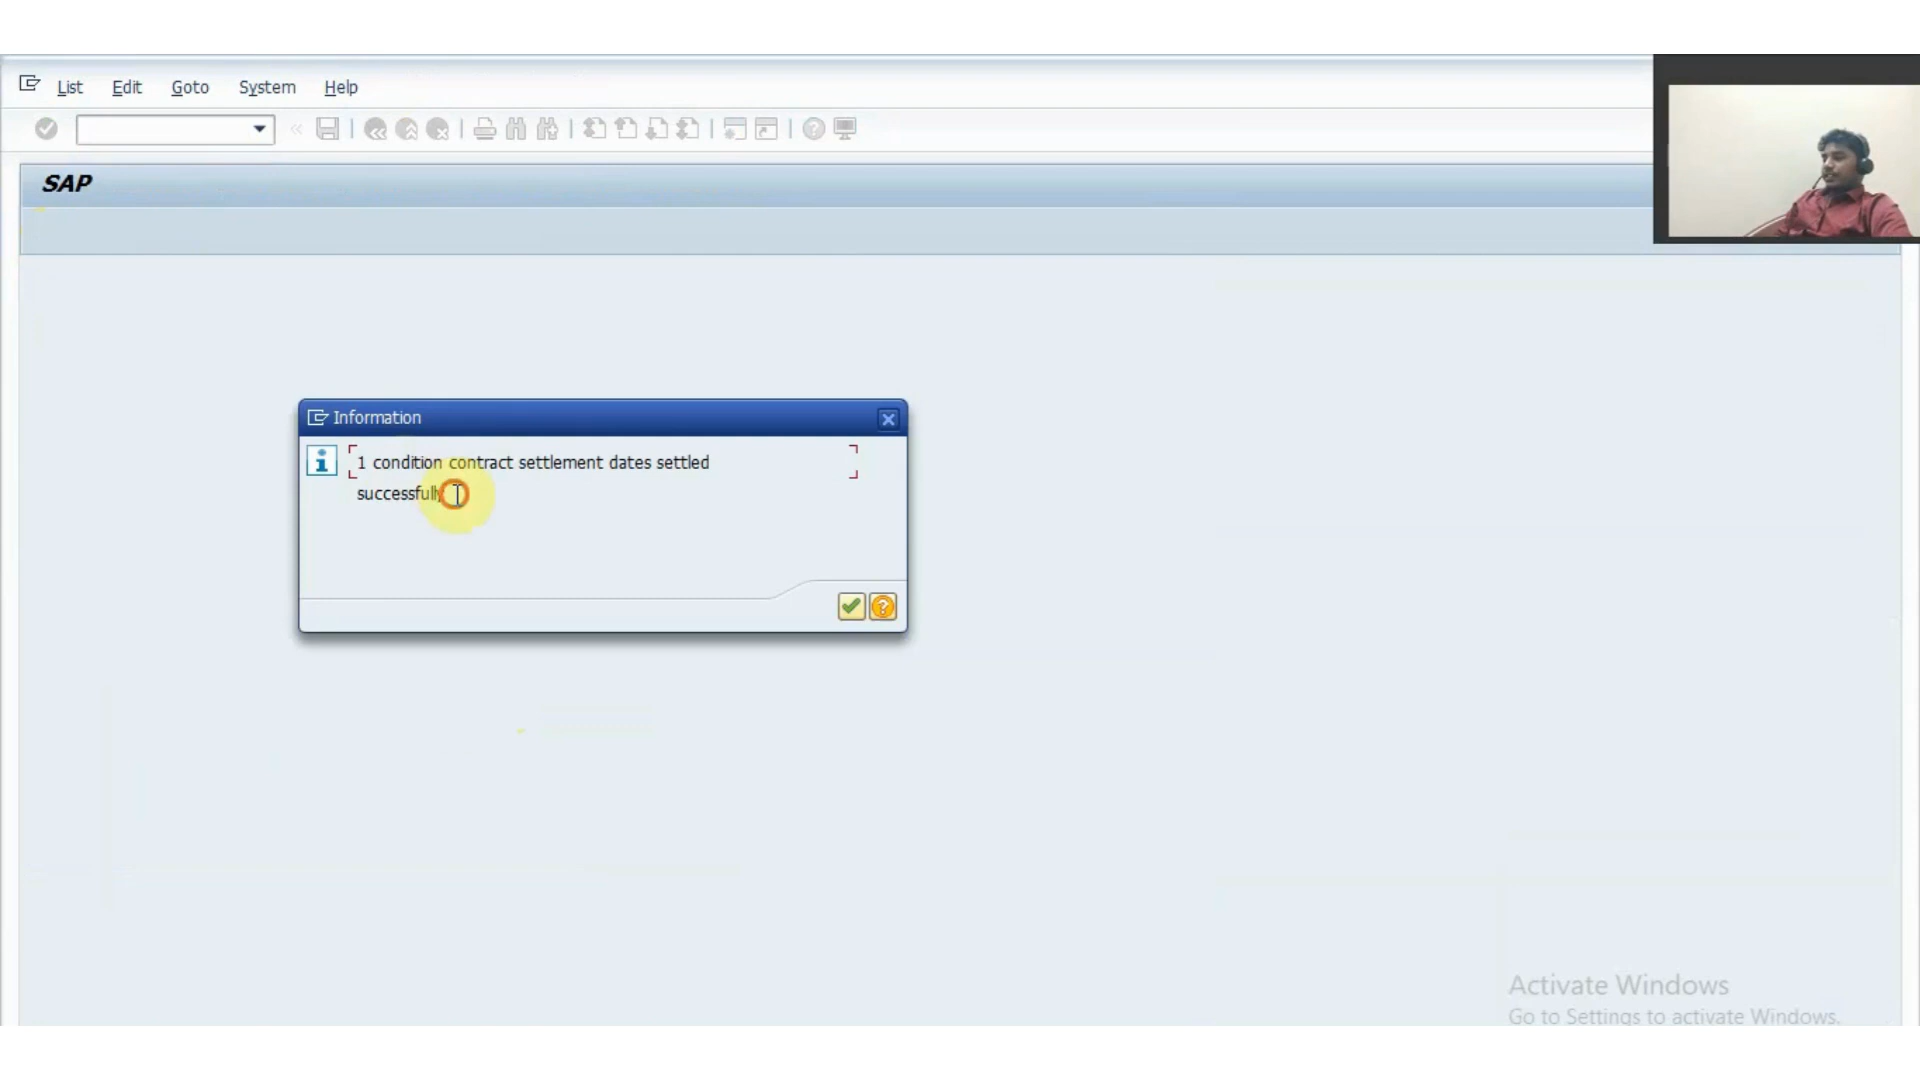 List Edit Goto System Help
SAP
Information
1 condition contract settlement dates settled
successfully
Activate Windows
Go to Settings to activate Windows.